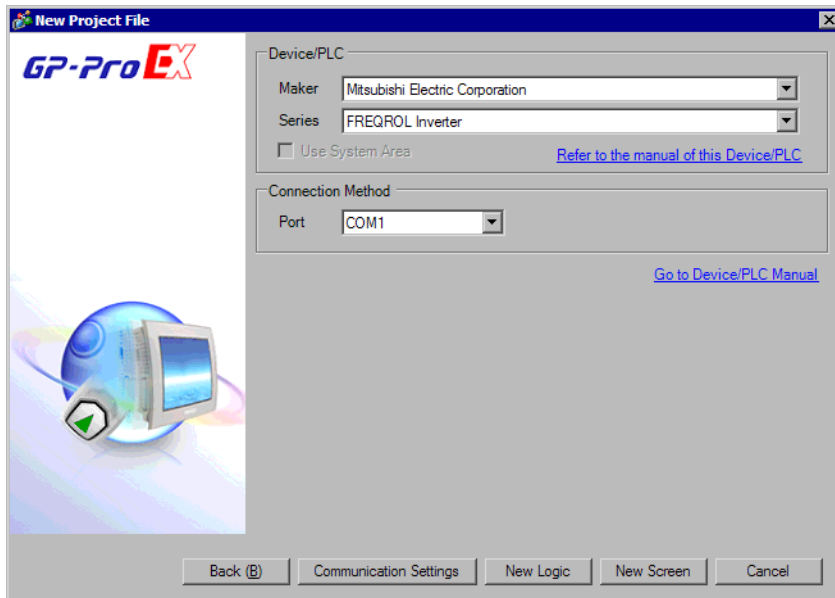 New Project File
GP-Pro EX
Device/PLC
Maker Mitsubishi Electric Corporation
Series FREQROL Inverter
Use System Area Refer to the manual of this Device/PLC
Connection Method
Port COM1
Go to Device/PLC Manual
Back (B) Communication Settings New Logic New Screen Cancel